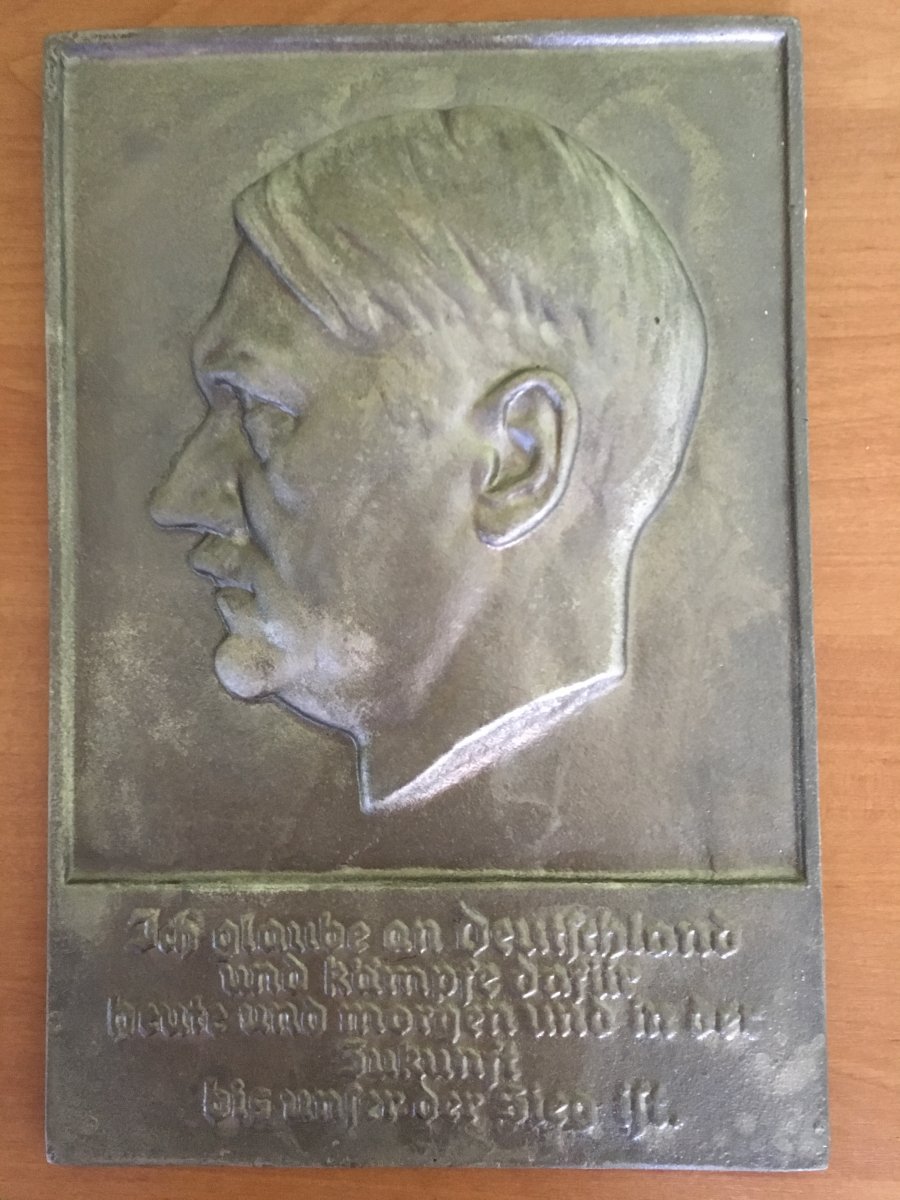 Ich glaube an Deutschland
und kämpfe dafür
heute und morgen und in der
Zukunft
bis unser der Sieg ist.